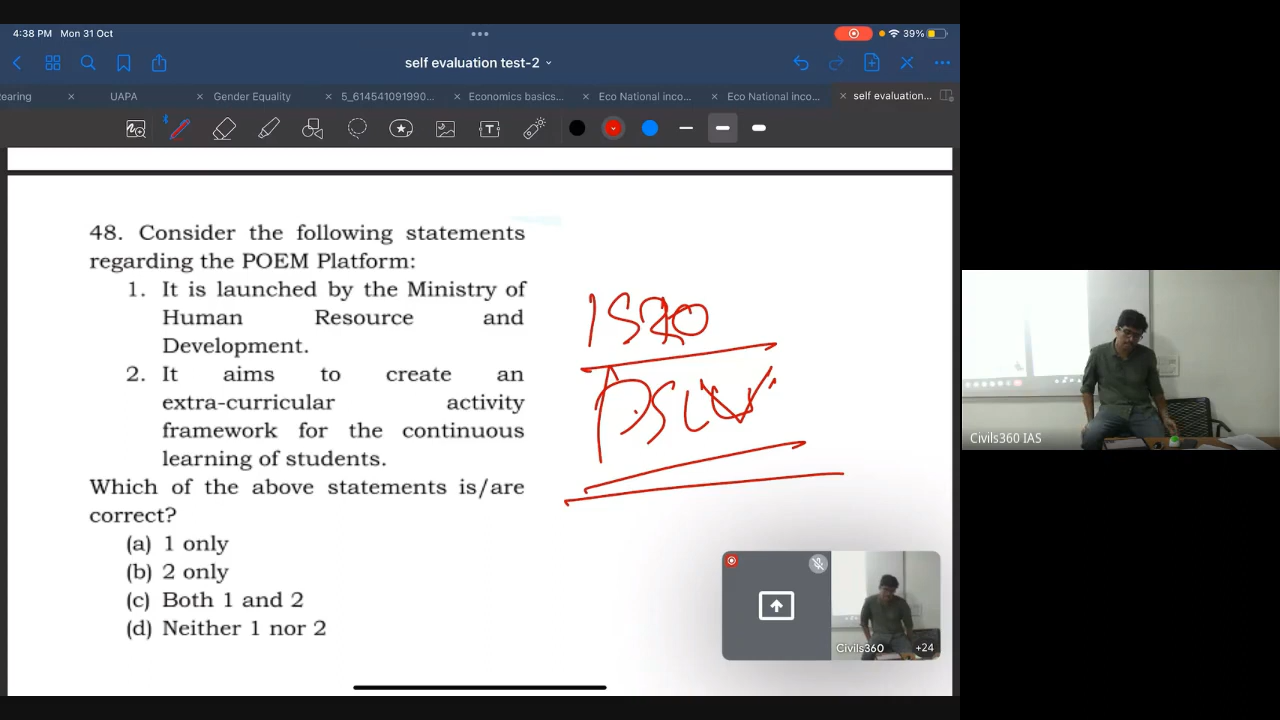 4:38 PM Mon 31 Oct
39%
self evaluation test-2
UAPA
Gender Equality
5_614541091990...
Economics basics...
Eco National inco...
Eco National inco...
self evaluation...
48. Consider the following statements
regarding the POEM Platform:
1. It is launched by the Ministry of
Human Resource and
Development.
2. It aims to create an
extra-curricular activity
framework for the continuous
learning of students.
Which of the above statements is/are
correct?
(a) 1 only
(b) 2 only
(c) Both 1 and 2
(d) Neither 1 nor 2
ISRO
PSLV
Civils360 IAS
Civils360
+24